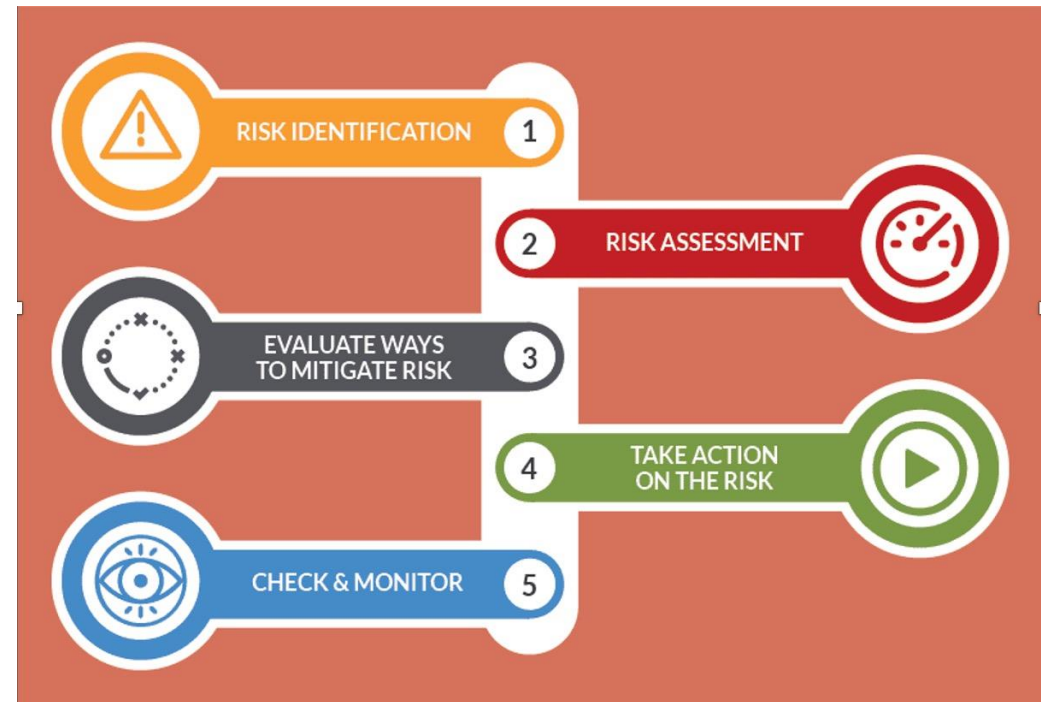 RISK IDENTIFICATION 1
2 RISK ASSESSMENT
EVALUATE WAYS
TO MITIGATE RISK 3
4 TAKE ACTION
ON THE RISK
CHECK & MONITOR 5